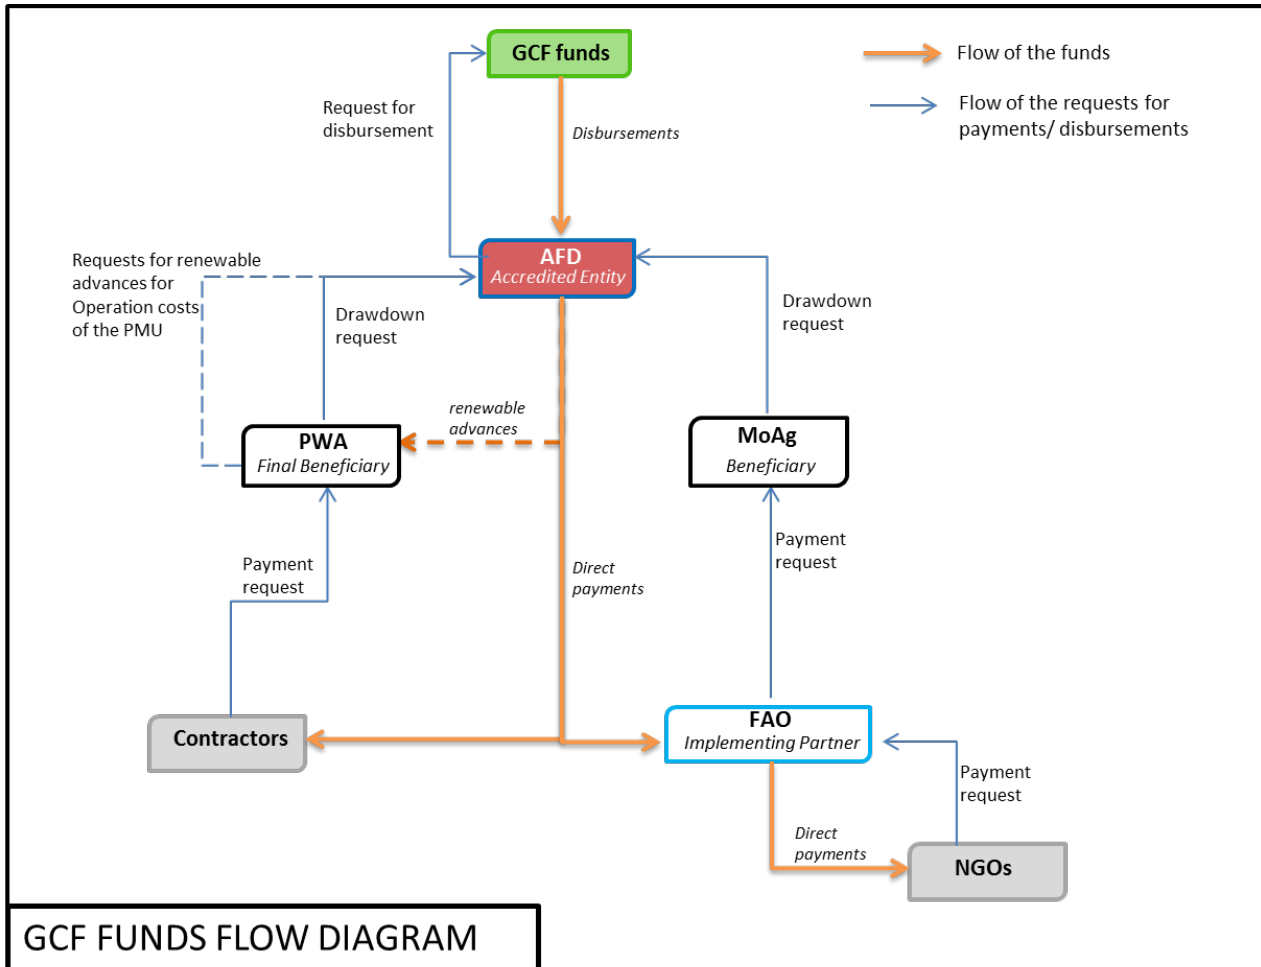 GCF funds
Flow of the funds
Flow of the requests for
payments/ disbursements
Request for
disbursement
Disbursements
AFD
Accredited Entity
Requests for renewable
advances for
Operation costs
of the PMU
Drawdown
request
Drawdown
request
renewable
advances
PWA
Final Beneficiary
MoAg
Beneficiary
Payment
request
Direct
payments
Payment
request
Contractors
FAO
Implementing Partner
Payment
request
Direct
payments
NGOs
GCF FUNDS FLOW DIAGRAM